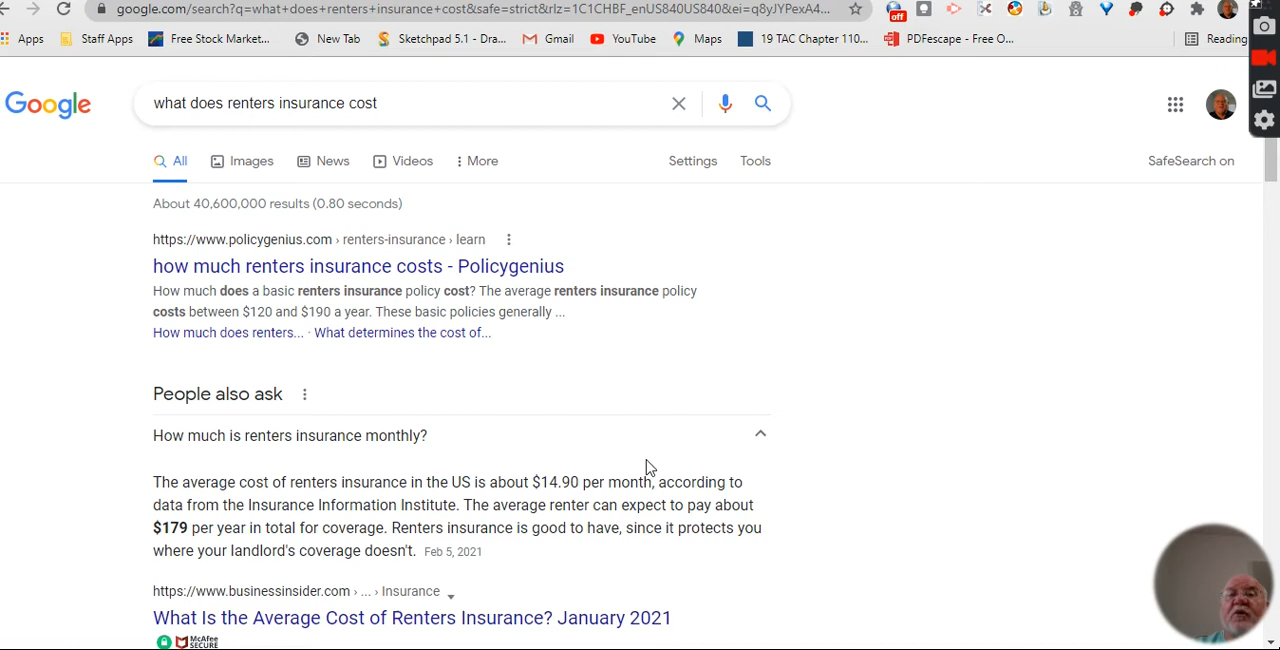 google.com/search?q=what+does+renters+insurance+cost&safe=strict&rlz=1C1CHBF_enUS840US840&ei=q8yJYPexA4...
off
Apps Staff Apps Free Stock Market... New Tab Sketchpad 5.1 - Dra... Gmail YouTube Maps 19 TAC Chapter 110... PDFescape - Free O... Reading
Google
what does renters insurance cost
All Images News Videos More Settings Tools SafeSearch on
About 40,600,000 results (0.80 seconds)
https://www.policygenius.com › renters-insurance › learn
how much renters insurance costs - Policygenius
How much does a basic renters insurance policy cost? The average renters insurance policy
costs between $120 and $190 a year. These basic policies generally ...
How much does renters... · What determines the cost of...
People also ask
How much is renters insurance monthly?
The average cost of renters insurance in the US is about $14.90 per month, according to
data from the Insurance Information Institute. The average renter can expect to pay about
$179 per year in total for coverage. Renters insurance is good to have, since it protects you
where your landlord's coverage doesn't. Feb 5, 2021
https://www.businessinsider.com › ... › Insurance
What Is the Average Cost of Renters Insurance? January 2021
McAfee
SECURE